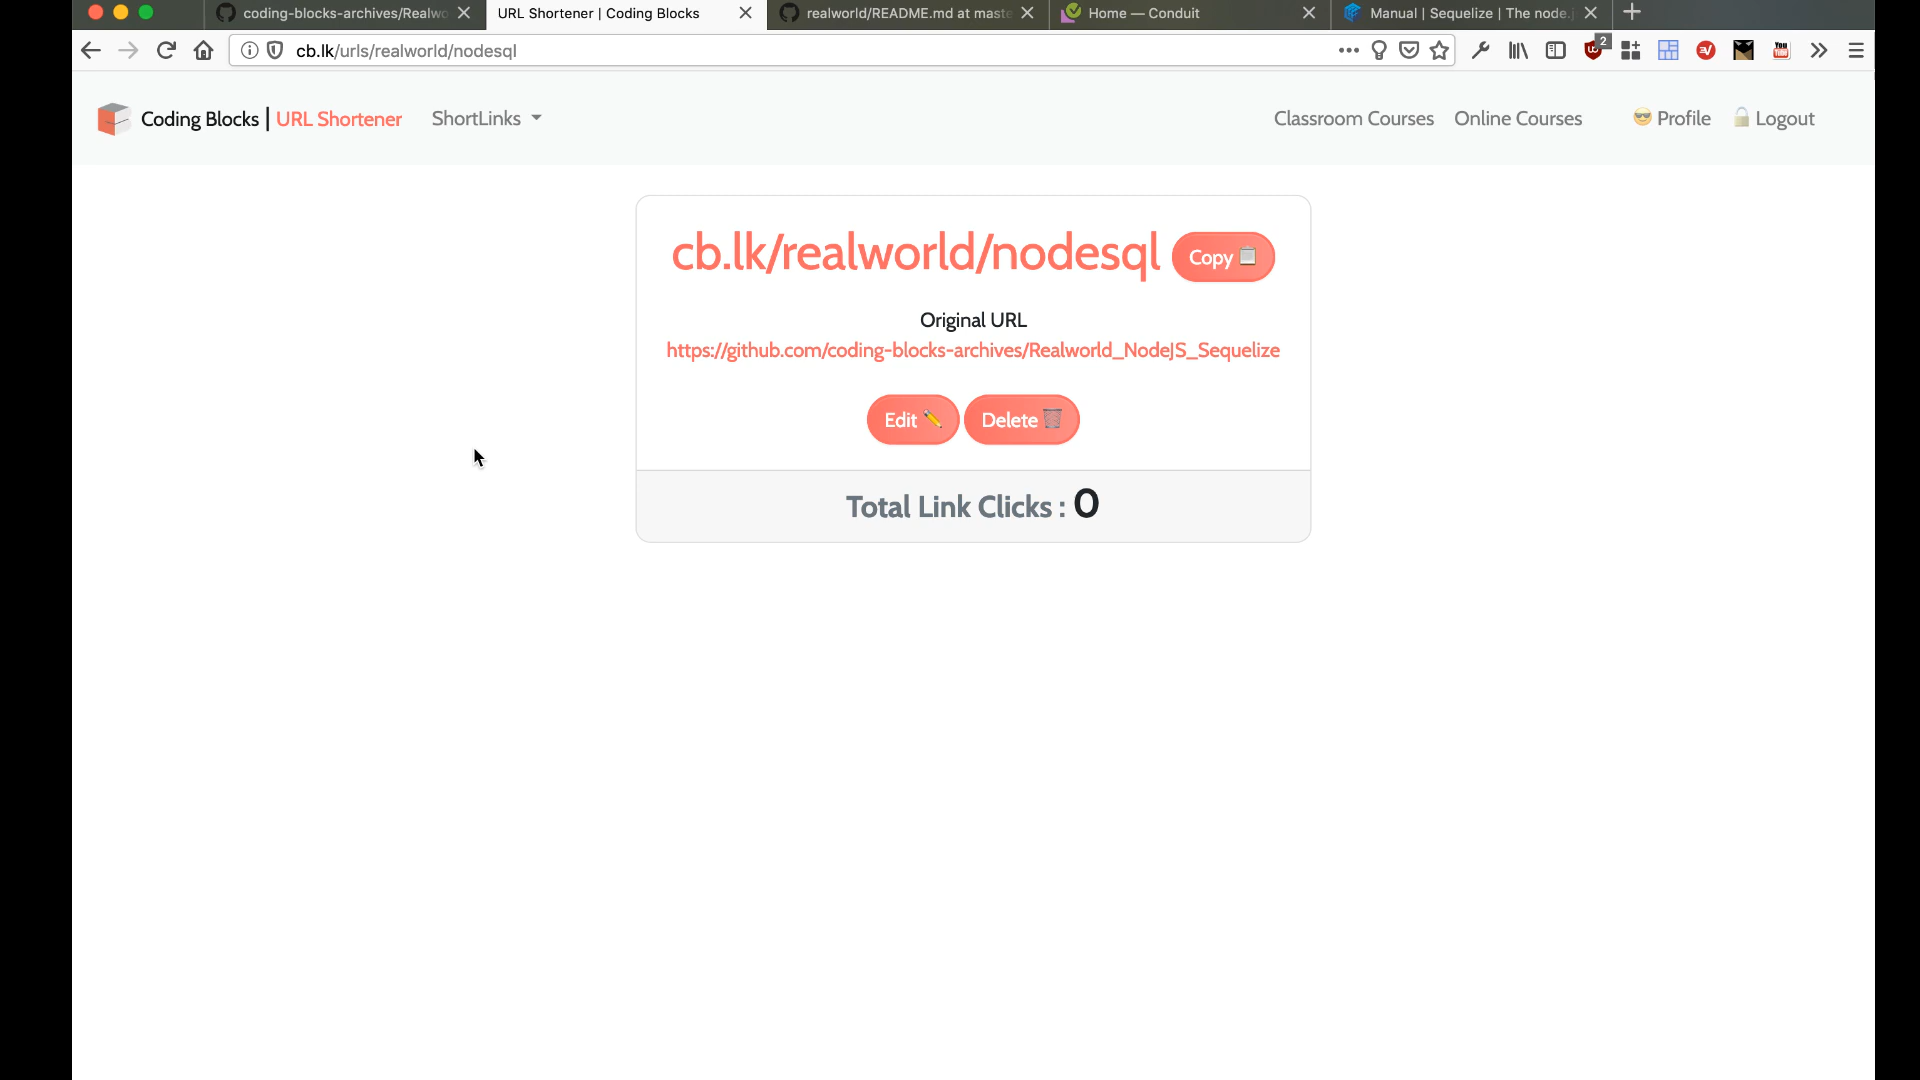 coding-blocks-archives/Realwo
URL Shortener | Coding Blocks
realworld/README.md at maste
Home — Conduit
Manual | Sequelize | The node.j
cb.lk/urls/realworld/nodesql
2
Coding Blocks | URL Shortener
ShortLinks
Classroom Courses
Online Courses
Profile
Logout
cb.lk/realworld/nodesql
Copy
Original URL
https://github.com/coding-blocks-archives/Realworld_NodeJS_Sequelize
Edit
Delete
Total Link Clicks : 0